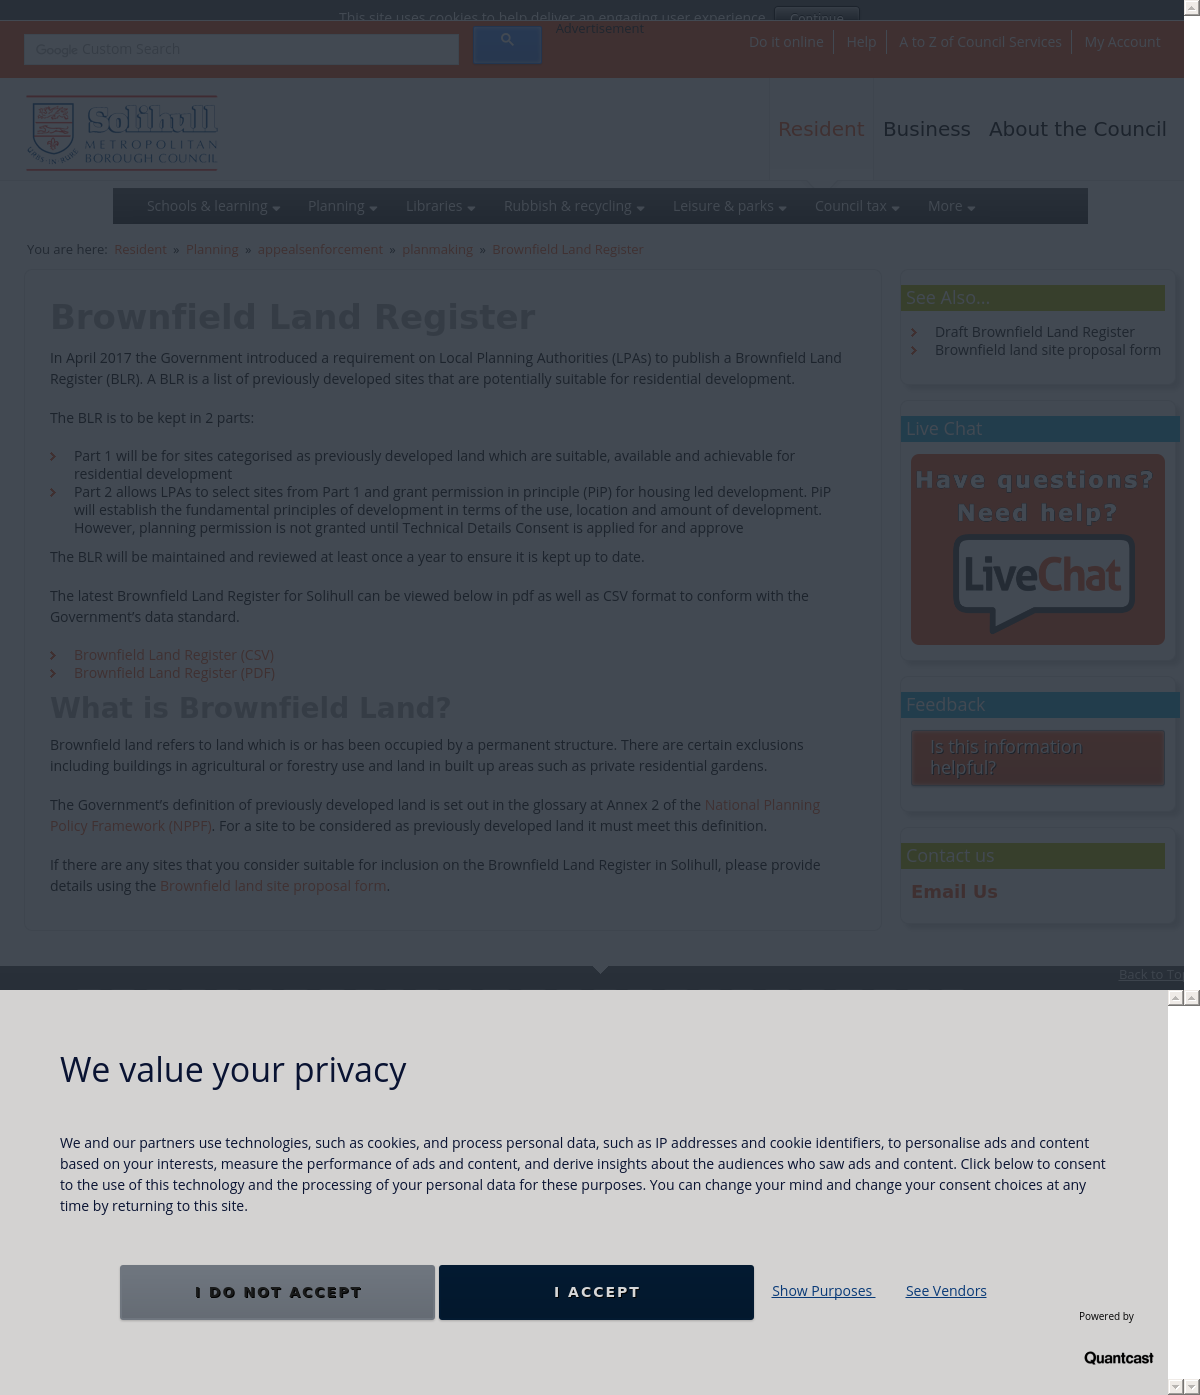 This site uses cookies to help deliver an engaging user experience. Continue
Advertisement
Google Custom Search
Do it online Help A to Z of Council Services My Account
Solihull
METROPOLITAN
BOROUGH COUNCIL
Resident Business About the Council
Schools & learning Planning Libraries Rubbish & recycling Leisure & parks Council tax More
You are here: Resident » Planning » appealsenforcement » planmaking » Brownfield Land Register
Brownfield Land Register
In April 2017 the Government introduced a requirement on Local Planning Authorities (LPAs) to publish a Brownfield Land
Register (BLR). A BLR is a list of previously developed sites that are potentially suitable for residential development.
The BLR is to be kept in 2 parts:
Part 1 will be for sites categorised as previously developed land which are suitable, available and achievable for
residential development
Part 2 allows LPAs to select sites from Part 1 and grant permission in principle (PiP) for housing led development. PiP
will establish the fundamental principles of development in terms of the use, location and amount of development.
However, planning permission is not granted until Technical Details Consent is applied for and approve
The BLR will be maintained and reviewed at least once a year to ensure it is kept up to date.
The latest Brownfield Land Register for Solihull can be viewed below in pdf as well as CSV format to conform with the
Government's data standard.
Brownfield Land Register (CSV)
Brownfield Land Register (PDF)
What is Brownfield Land?
Brownfield land refers to land which is or has been occupied by a permanent structure. There are certain exclusions
including buildings in agricultural or forestry use and land in built up areas such as private residential gardens.
The Government's definition of previously developed land is set out in the glossary at Annex 2 of the National Planning
Policy Framework (NPPF). For a site to be considered as previously developed land it must meet this definition.
If there are any sites that you consider suitable for inclusion on the Brownfield Land Register in Solihull, please provide
details using the Brownfield land site proposal form.
See Also...
Draft Brownfield Land Register
Brownfield land site proposal form
Live Chat
Have questions?
Need help?
LiveChat
Feedback
Is this information
helpful?
Contact us
Email Us
Back to To
We value your privacy
We and our partners use technologies, such as cookies, and process personal data, such as IP addresses and cookie identifiers, to personalise ads and content
based on your interests, measure the performance of ads and content, and derive insights about the audiences who saw ads and content. Click below to consent
to the use of this technology and the processing of your personal data for these purposes. You can change your mind and change your consent choices at any
time by returning to this site.
I DO NOT ACCEPT I ACCEPT Show Purposes See Vendors
Powered by
Quantcast